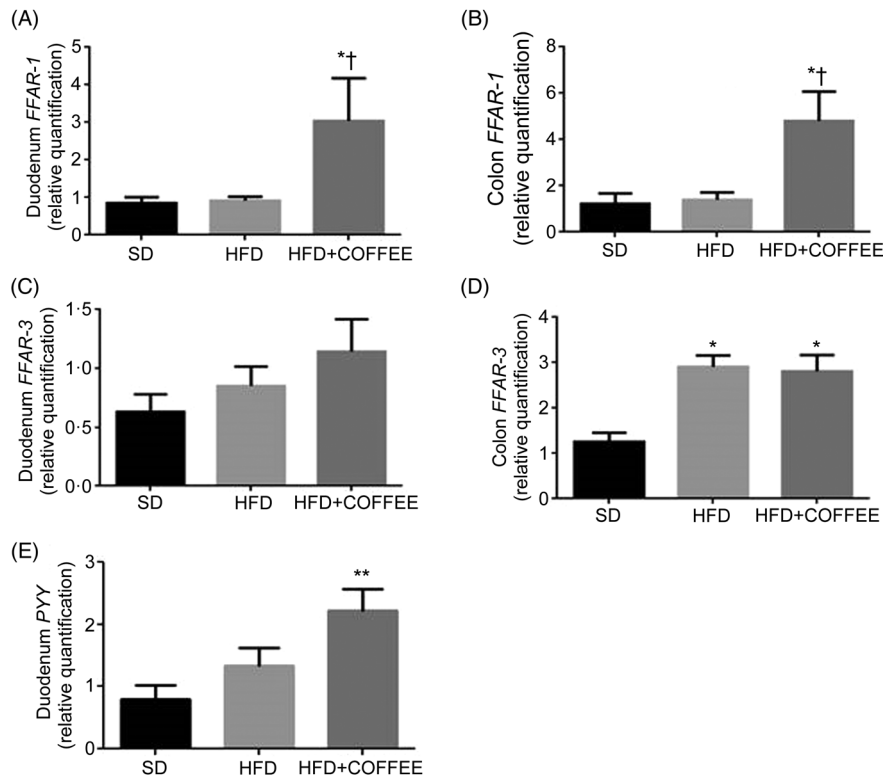 (A)
Duodenum FFAR-1
(relative quantification)
5
4
3
2
1
0
*†
SD
HFD
HFD+COFFEE
(B)
Colon FFAR-1
(relative quantification)
8
6
4
2
0
*†
SD
HFD
HFD+COFFEE
(C)
Duodenum FFAR-3
(relative quantification)
1·5
1·0
0·5
0·0
SD
HFD
HFD+COFFEE
(D)
Colon FFAR-3
(relative quantification)
4
3
2
1
0
*
*
SD
HFD
HFD+COFFEE
(E)
Duodenum PYY
(relative quantification)
3
2
1
0
**
SD
HFD
HFD+COFFEE